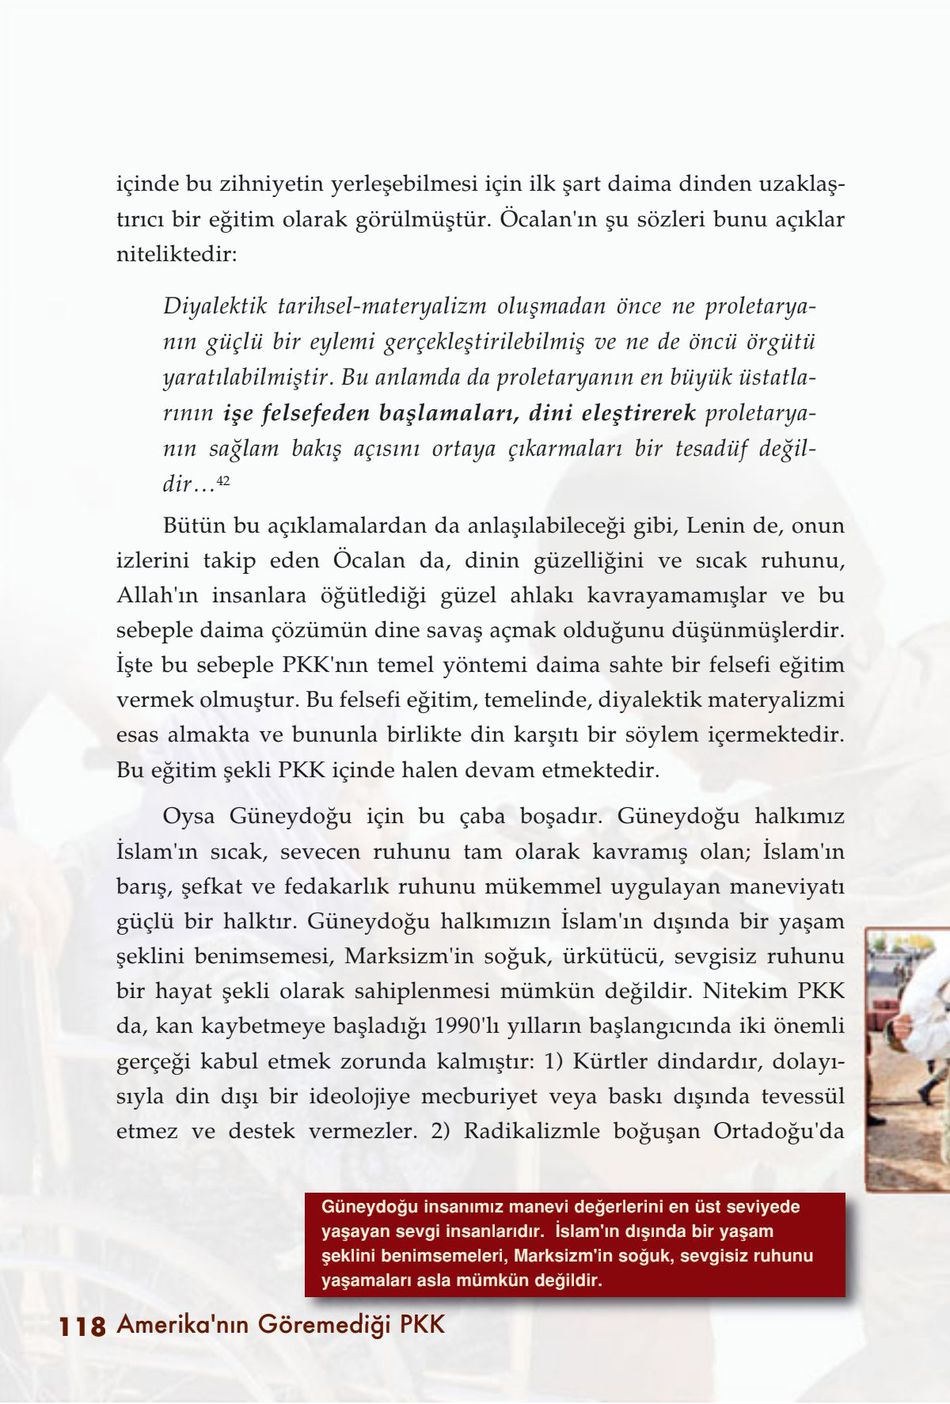 içinde bu zihniyetin yerleşebilmesi için ilk şart daima dinden uzaklaş-
tırıcı bir eğitim olarak görülmüştür. Öcalan'ın şu sözleri bunu açıklar
niteliktedir:
Diyalektik tarihsel-materyalizm oluşmadan önce ne proletarya-
nın güçlü bir eylemi gerçekleştirilebilmiş ve ne de öncü örgütü
yaratılabilmiştir. Bu anlamda da proletaryanın en büyük üstatla-
rının işe felsefeden başlamaları, dini eleştirerek proletarya-
nın sağlam bakış açısını ortaya çıkarmaları bir tesadüf değil-
dir...42
Bütün bu açıklamalardan da anlaşılabileceği gibi, Lenin de, onun
izlerini takip eden Öcalan da, dinin güzelliğini ve sıcak ruhunu,
Allah'ın insanlara öğütlediği güzel ahlakı kavrayamamışlar ve bu
sebeple daima çözümün dine savaş açmak olduğunu düşünmüşlerdir.
İşte bu sebeple PKK'nın temel yöntemi daima sahte bir felsefi eğitim
vermek olmuştur. Bu felsefi eğitim, temelinde, diyalektik materyalizmi
esas almakta ve bununla birlikte din karşıtı bir söylem içermektedir.
Bu eğitim şekli PKK içinde halen devam etmektedir.
Oysa Güneydoğu için bu çaba boşadır. Güneydoğu halkımız
İslam'ın sıcak, sevecen ruhunu tam olarak kavramış olan; İslam'ın
barış, şefkat ve fedakarlık ruhunu mükemmel uygulayan maneviyatı
güçlü bir halktır. Güneydoğu halkımızın İslam'ın dışında bir yaşam
şeklini benimsemesi, Marksizm'in soğuk, ürkütücü, sevgisiz ruhunu
bir hayat şekli olarak sahiplenmesi mümkün değildir. Nitekim PKK
da, kan kaybetmeye başladığı 1990'lı yılların başlangıcında iki önemli
gerçeği kabul etmek zorunda kalmıştır: 1) Kürtler dindardır, dolayı-
sıyla din dışı bir ideolojiye mecburiyet veya baskı dışında tevessül
etmez ve destek vermezler. 2) Radikalizmle boğuşan Ortadoğu'da
Güneydoğu insanımız manevi değerlerini en üst seviyede
yaşayan sevgi insanlarıdır. İslam'ın dışında bir yaşam
şeklini benimsemeleri, Marksizm'in soğuk, sevgisiz ruhunu
yaşamaları asla mümkün değildir.
118 Amerika'nın Göremediği PKK